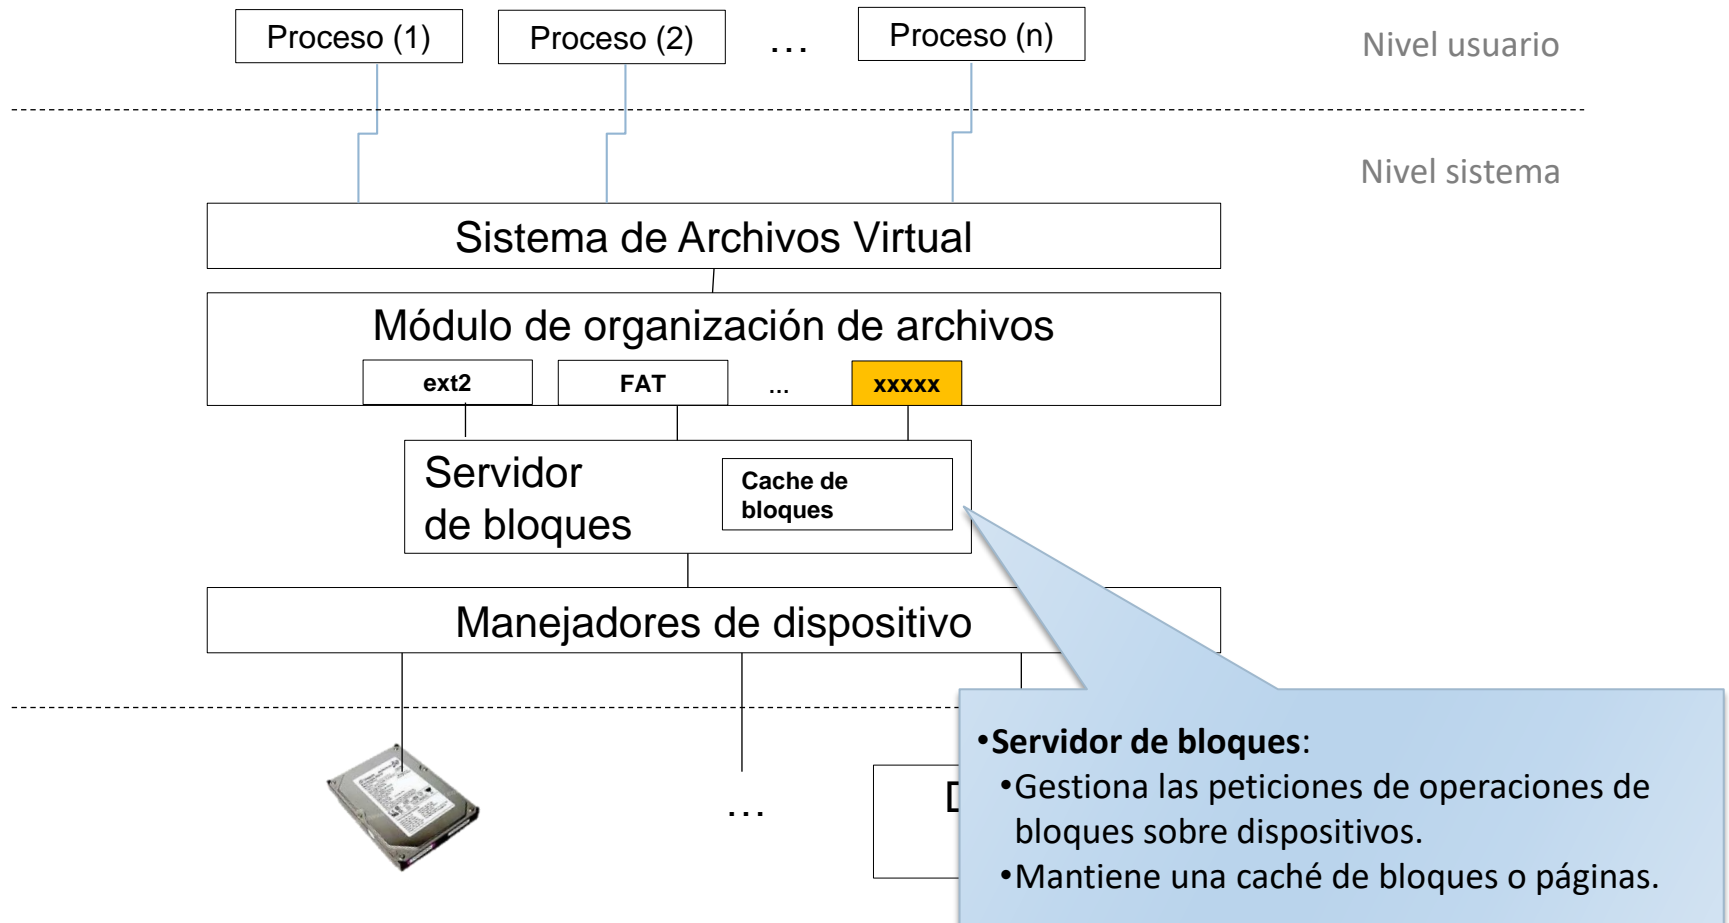 Proceso (1)
Proceso (2)
...
Proceso (n)
Nivel usuario
Nivel sistema
Sistema de Archivos Virtual
Módulo de organización de archivos
ext2
FAT
...
xxxxx
Servidor
de bloques
Cache de
bloques
Manejadores de dispositivo
...
•Servidor de bloques:
•Gestiona las peticiones de operaciones de
bloques sobre dispositivos.
•Mantiene una caché de bloques o páginas.